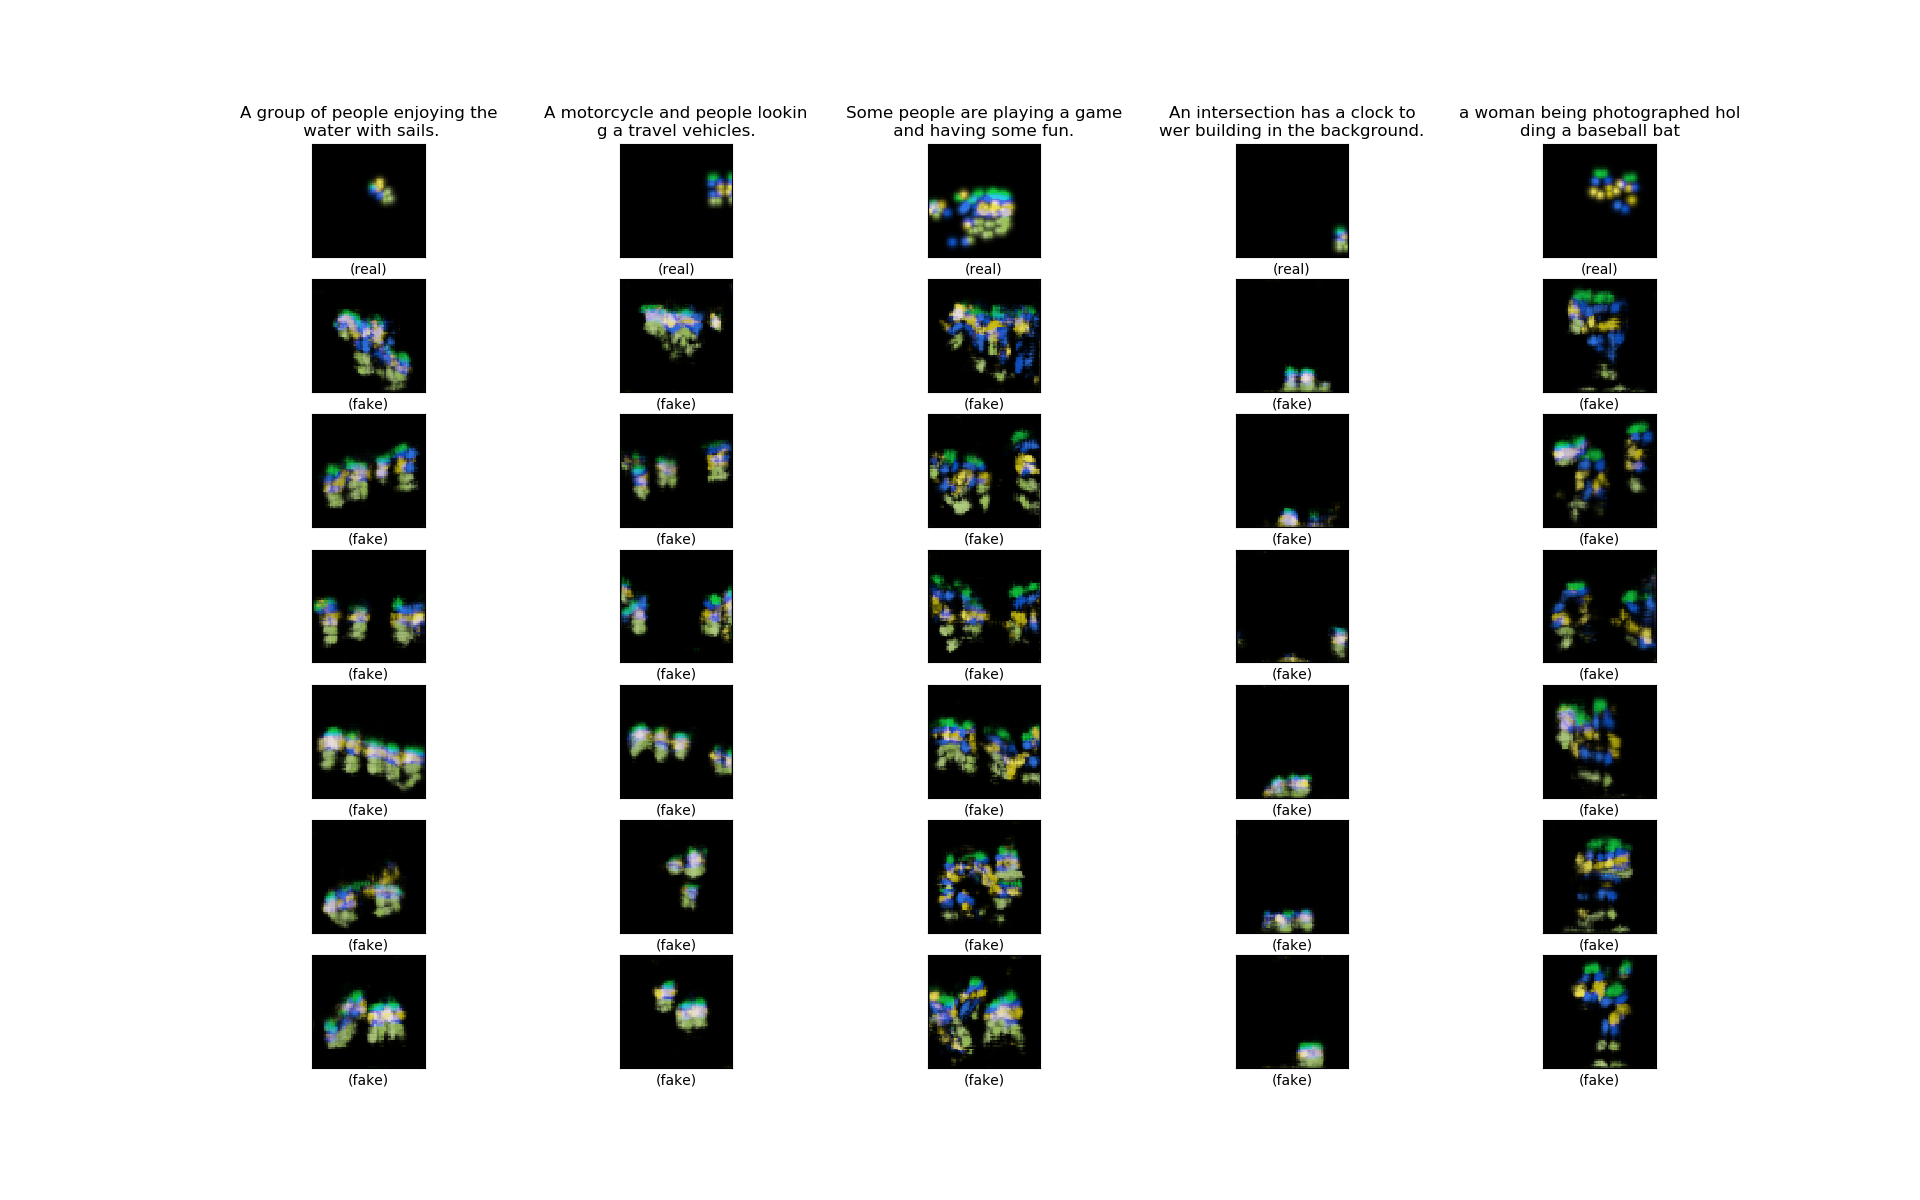 A group of people enjoying the
water with sails.
A motorcycle and people lookin
g a travel vehicles.
Some people are playing a game
and having some fun.
An intersection has a clock to
wer building in the background.
a woman being photographed hol
ding a baseball bat
(real) (real) (real) (real) (real)
(fake) (fake) (fake) (fake) (fake)
(fake) (fake) (fake) (fake) (fake)
(fake) (fake) (fake) (fake) (fake)
(fake) (fake) (fake) (fake) (fake)
(fake) (fake) (fake) (fake) (fake)
(fake) (fake) (fake) (fake) (fake)